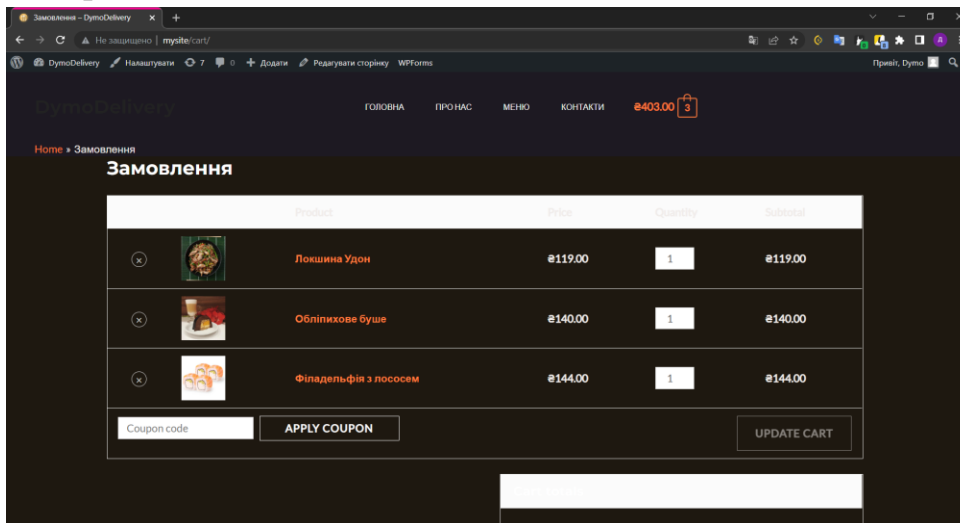 Замовлення – DymoDelivery
Не защищено | mysite/cart/
DymoDelivery Налаштувати 7 0 Додати Редагувати сторінку WPForms Привіт, Dymo
DymoDelivery ГОЛОВНА ПРО НАС МЕНЮ КОНТАКТИ ₴403.00 3
Home » Замовлення
Замовлення
Product Price Quantity Subtotal
Локшина Удон ₴119.00 1 ₴119.00
Обліпихове буше ₴140.00 1 ₴140.00
Філадельфія з лососем ₴144.00 1 ₴144.00
Coupon code APPLY COUPON UPDATE CART